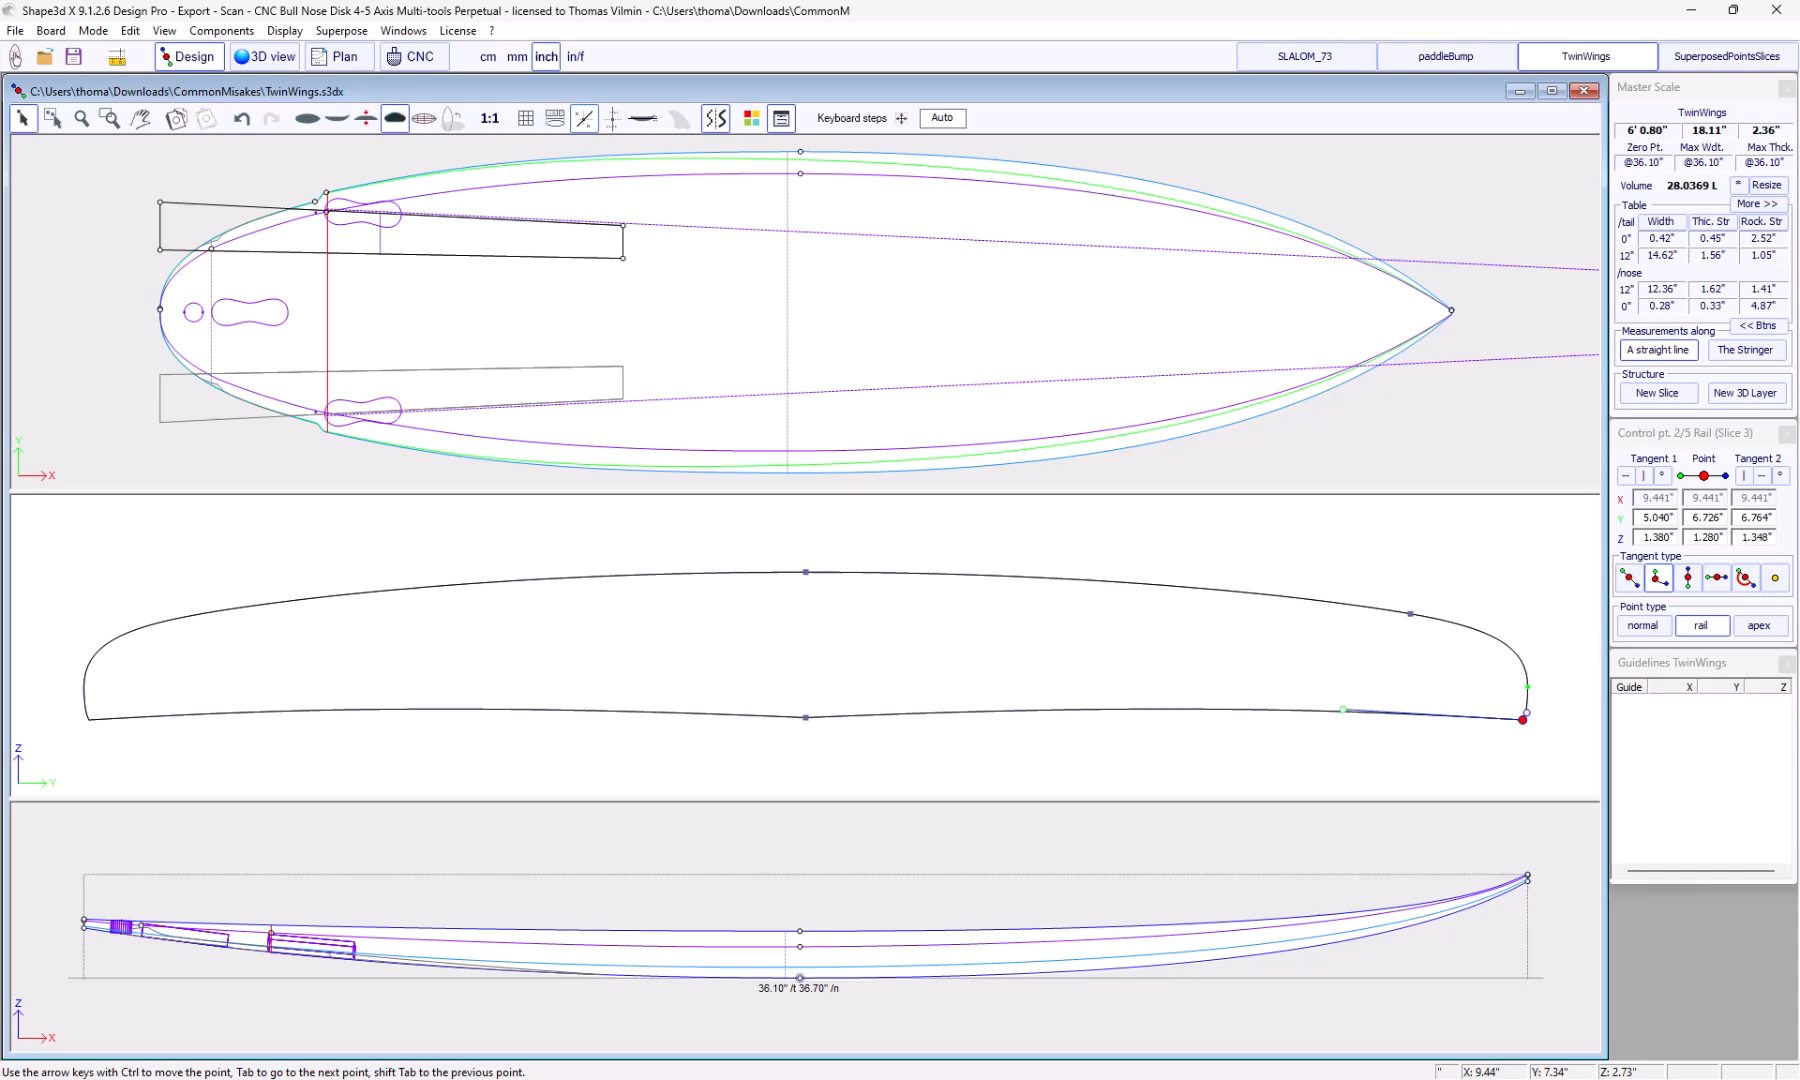 Shape3d X 9.1.2.6 Design Pro - Export - Scan - CNC Bull Nose Disk 4-5 Axis Multi-tools Perpetual - licensed to Thomas Vilmin - C:\Users\thoma\Downloads\CommonM
File Board Mode Edit View Components Display Superpose Windows License ?
Design 3D view Plan CNC cm mm inch in/f SLALOM_73 paddleBump TwinWings SuperposedPointsSlices
C:\Users\thoma\Downloads\CommonMisakes\TwinWings.s3dx
1:1 Keyboard steps Auto
Y
X
Z
Y
36.10" /t 36.70" /n
Z
X
Master Scale
TwinWings
6' 0.80" 18.11" 2.36"
Zero Pt. Max Wdt. Max Thck.
@36.10" @36.10" @36.10"
Volume 28.0369 L * Resize
Table More >>
/tail Width Thic. Str Rock. Str
0" 0.42" 0.45" 2.52"
12" 14.62" 1.56" 1.05"
/nose
12" 12.36" 1.62" 1.41"
0" 0.28" 0.33" 4.87"
Measurements along << Btns
A straight line The Stringer
Structure
New Slice New 3D Layer
Control pt. 2/5 Rail (Slice 3)
Tangent 1 Point Tangent 2
-- | ° | -- °
X 9.441" 9.441" 9.441"
Y 5.040" 6.726" 6.764"
Z 1.380" 1.280" 1.348"
Tangent type
Point type
normal rail apex
Guidelines TwinWings
Guide X Y Z
Use the arrow keys with Ctrl to move the point, Tab to go to the next point, shift Tab to the previous point. " X: 9.44" Y: 7.34" Z: 2.73"